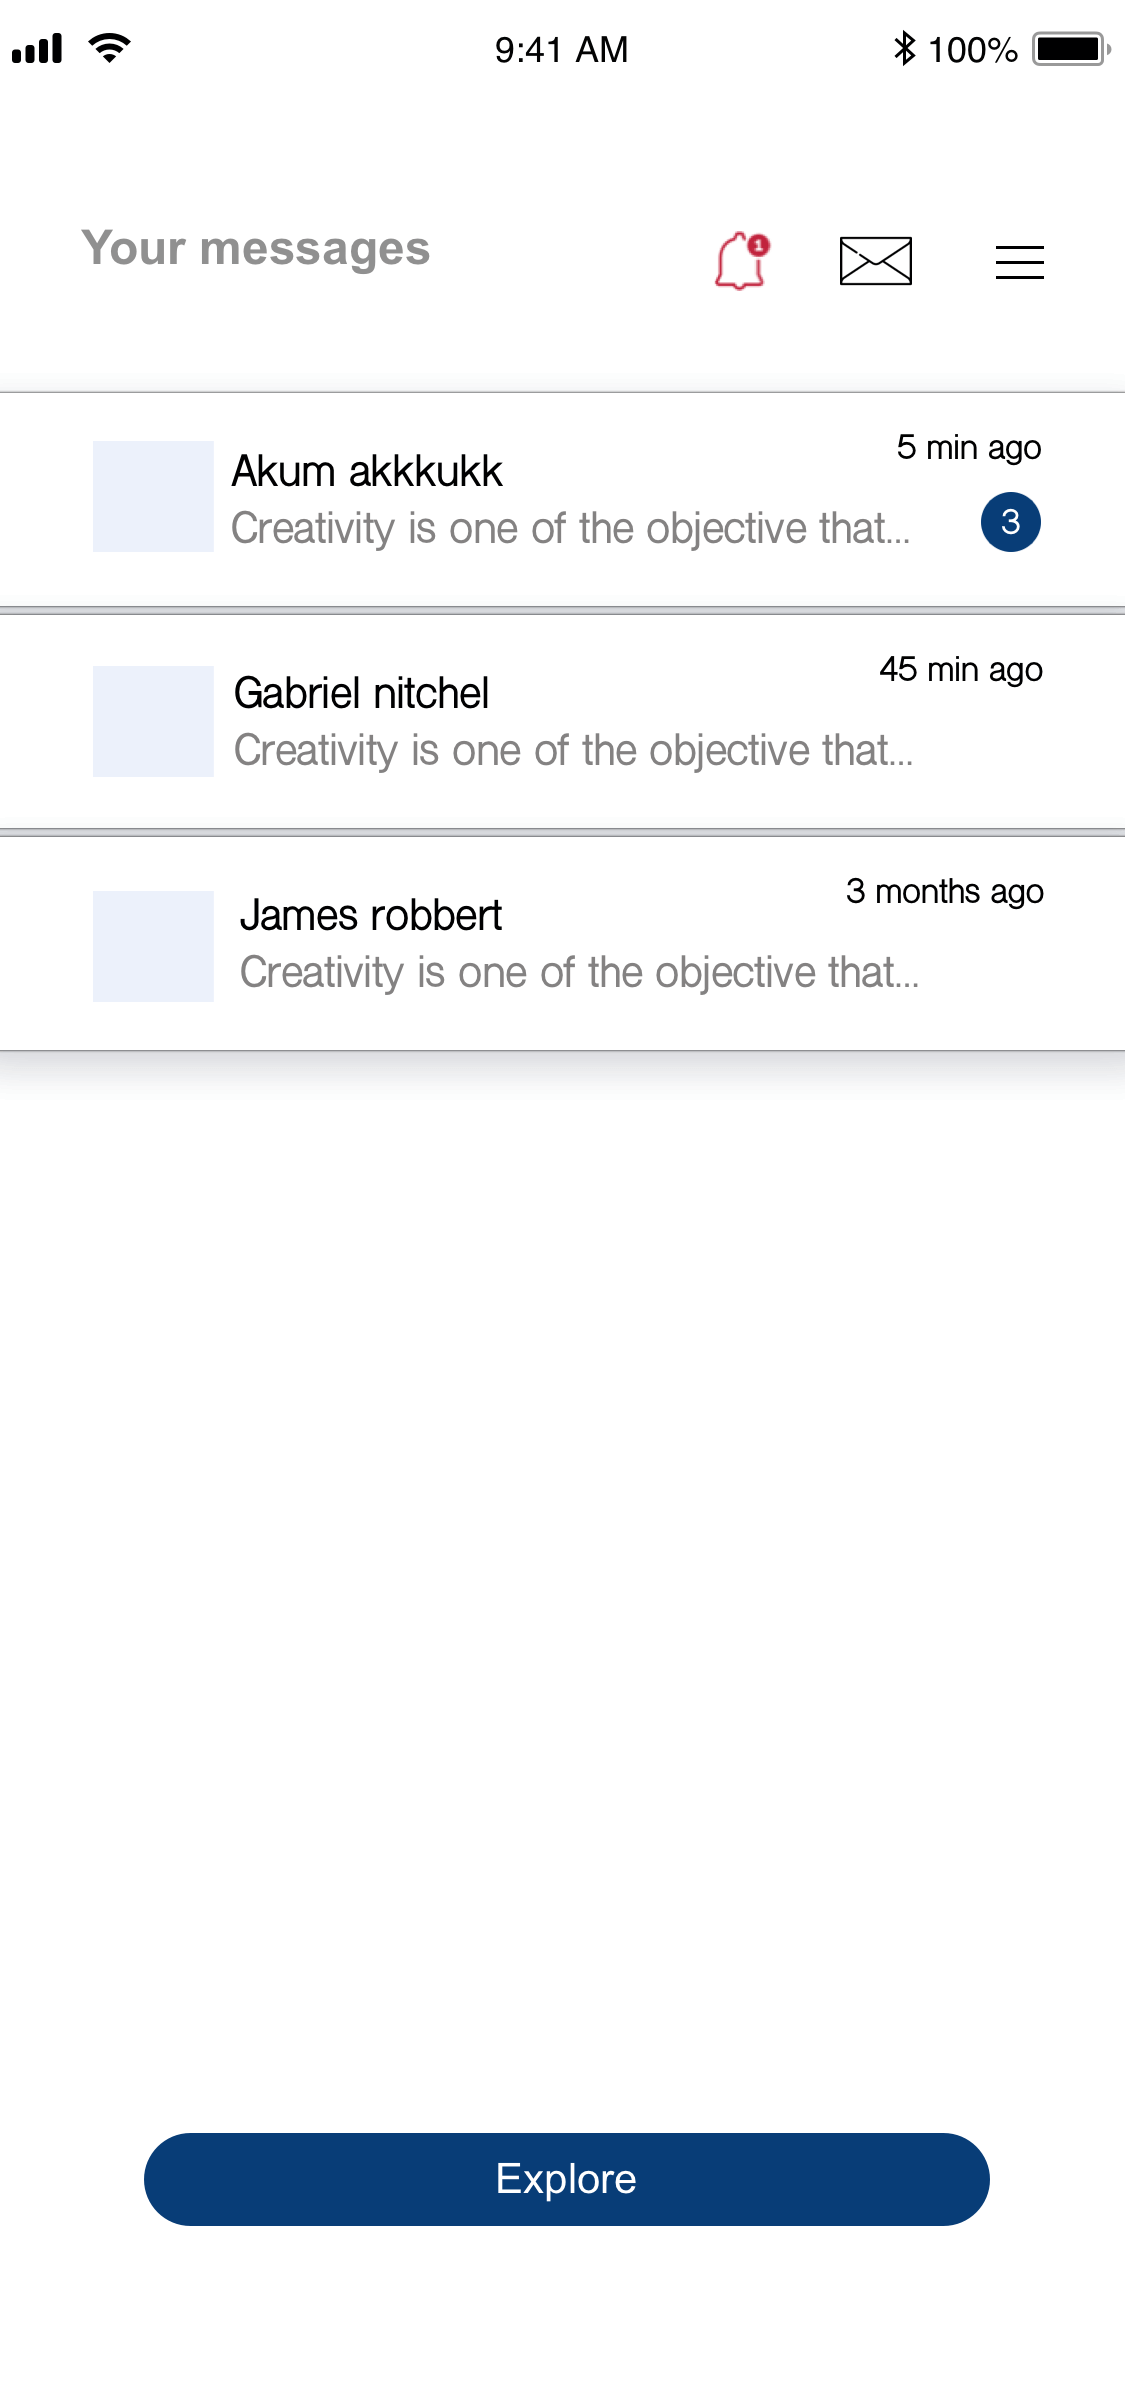 9:41 AM
100%
Your messages
1
Akum akkkukk
5 min ago
Creativity is one of the objective that...
3
Gabriel nitchel
45 min ago
Creativity is one of the objective that...
James robbert
3 months ago
Creativity is one of the objective that...
Explore